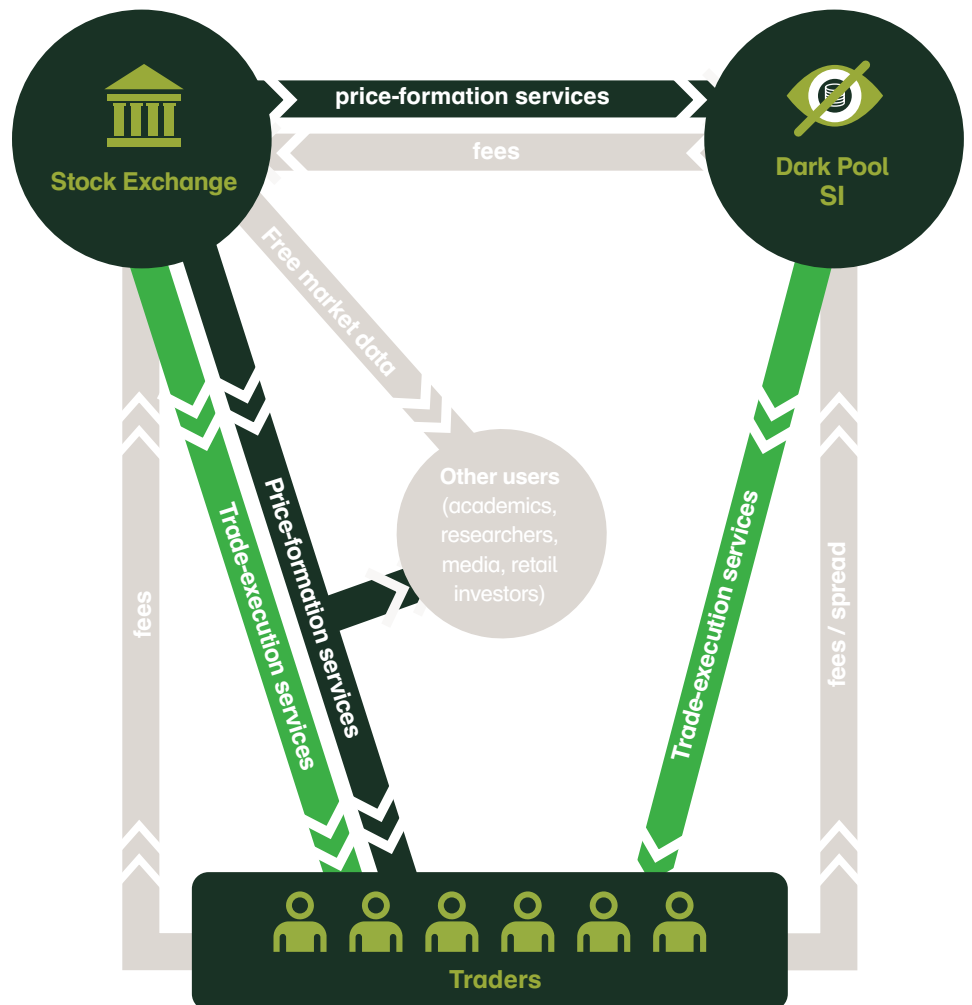 price-formation services
fees
Stock Exchange
Dark Pool
SI
Free market data
Other users
(academics,
researchers,
media, retail
investors)
fees
Trade-execution services
Price-formation services
Trade-execution services
fees / spread
Traders